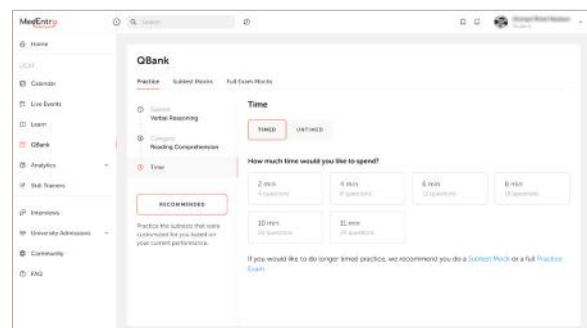 MedEntry
Search
Home
UCAT
Calendar
Live Events
Learn
QBank
Analytics
Skill Trainers
Interviews
University Admissions
Community
FAQ
QBank
Practice Subtest Mocks Full Exam Mocks
Subtest
Verbal Reasoning
Category
Reading Comprehension
Time
RECOMMENDED
Practice the subtests that were
customized for you based on
your current performance.
Time
TIMED UNTIMED
How much time would you like to spend?
2 min 4 min 6 min 8 min
4 questions 8 questions 12 questions questions
10 min 11 min
questions 24 questions
If you would like to do longer timed practice, we recommend you do a Subtest Mock or a full Practice
Exam